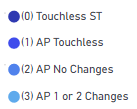 (0) Touchless ST
(1) AP Touchless
(2) AP No Changes
(3) AP 1 or 2 Changes